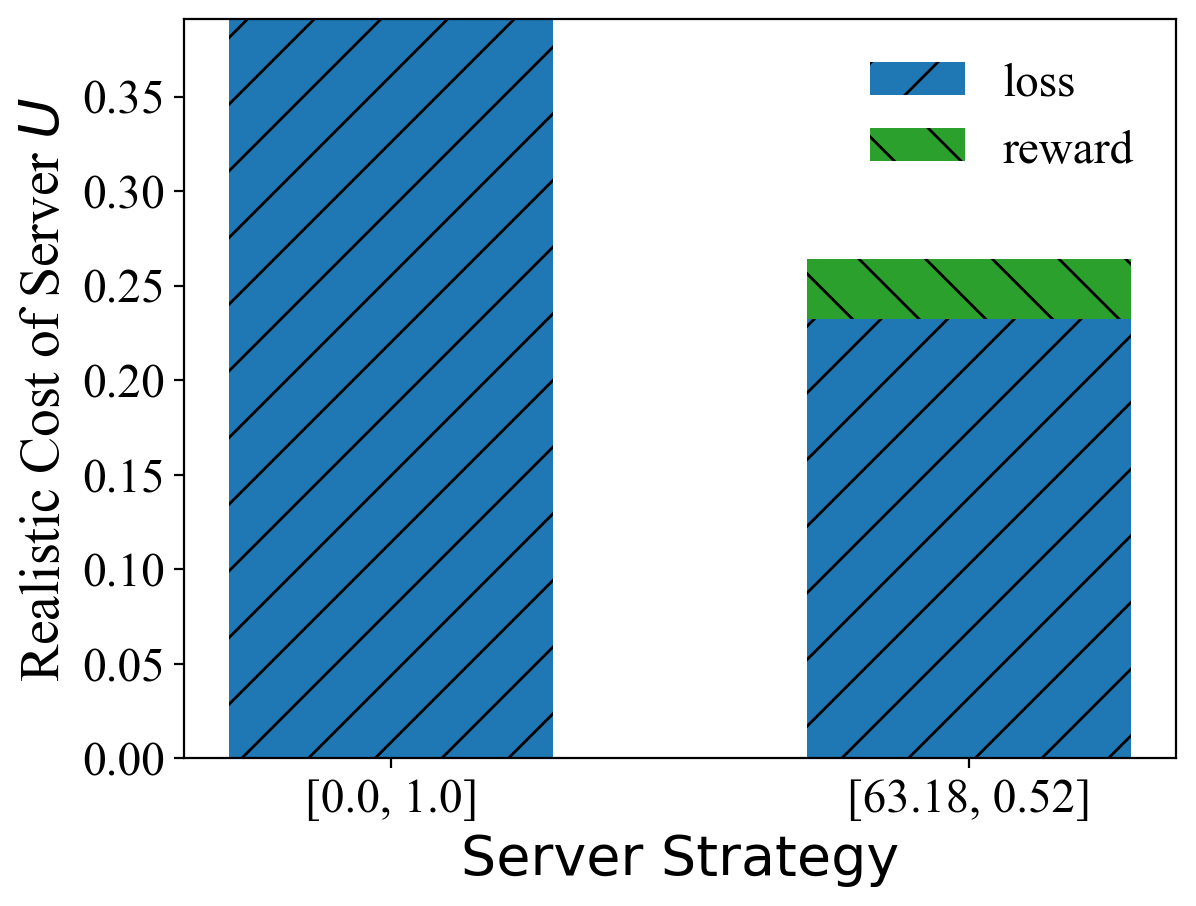 Realistic Cost of Server U
0.35
0.30
0.25
0.20
0.15
0.10
0.05
0.00
loss
reward
[0.0, 1.0]
[63.18, 0.52]
Server Strategy